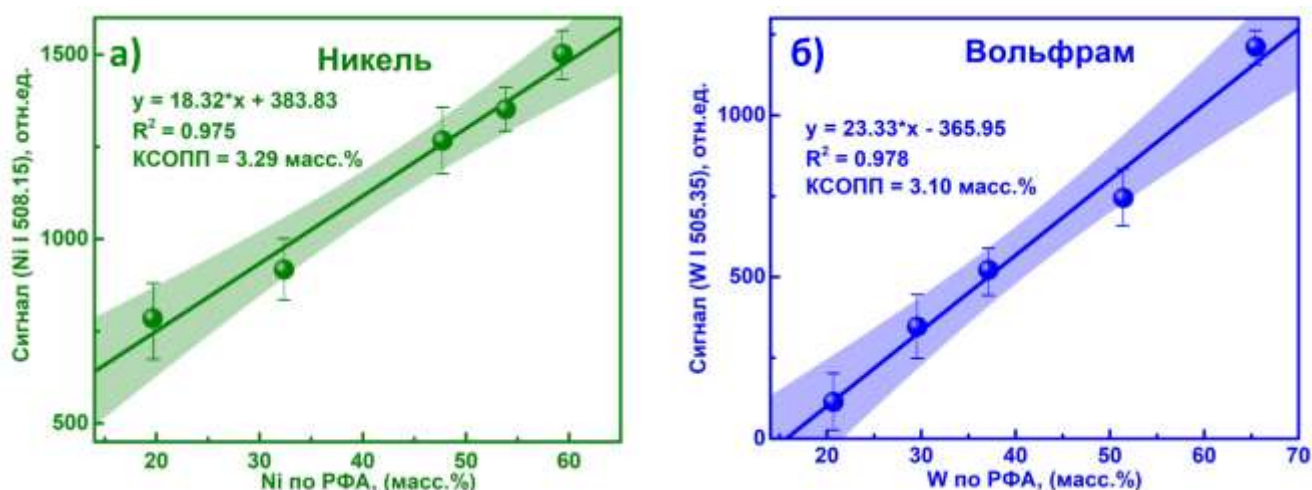 а)
Никель
y = 18.32*x + 383.83
R² = 0.975
КСОПП = 3.29 масс.%
Сигнал (Ni I 508.15), отн.ед.
1500
1000
500
20 30 40 50 60
Ni по РФА, (масс.%)
б)
Вольфрам
y = 23.33*x - 365.95
R² = 0.978
КСОПП = 3.10 масс.%
Сигнал (W I 505.35), отн.ед.
1000
500
0
20 30 40 50 60 70
W по РФА, (масс.%)